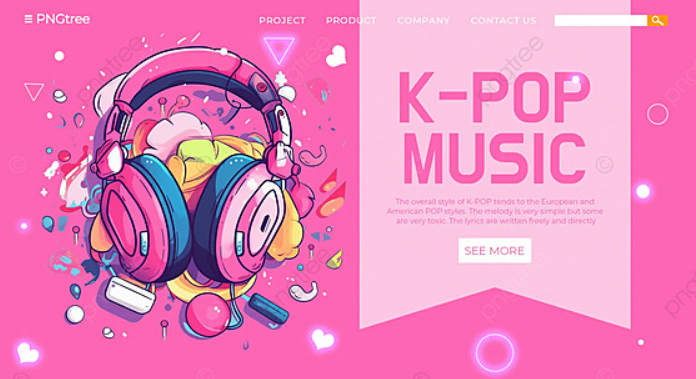 ≡ PNGtree
PROJECT PRODUCT COMPANY CONTACT US
K-POP
MUSIC
The overall style of K-POP tends to the European and
American POP styles. The melody is very simple but some
are very toxic. The lyrics are written freely and directly
SEE MORE